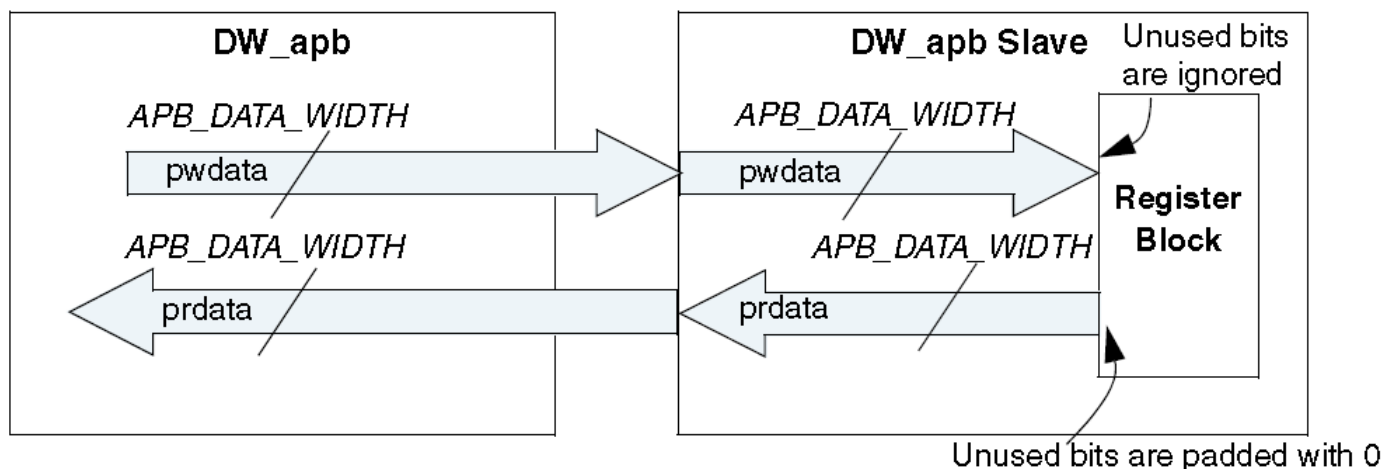 DW_apb
DW_apb Slave
Unused bits
are ignored
APB_DATA_WIDTH
APB_DATA_WIDTH
pwdata
pwdata
Register
Block
APB_DATA_WIDTH
APB_DATA_WIDTH
prdata
prdata
Unused bits are padded with 0